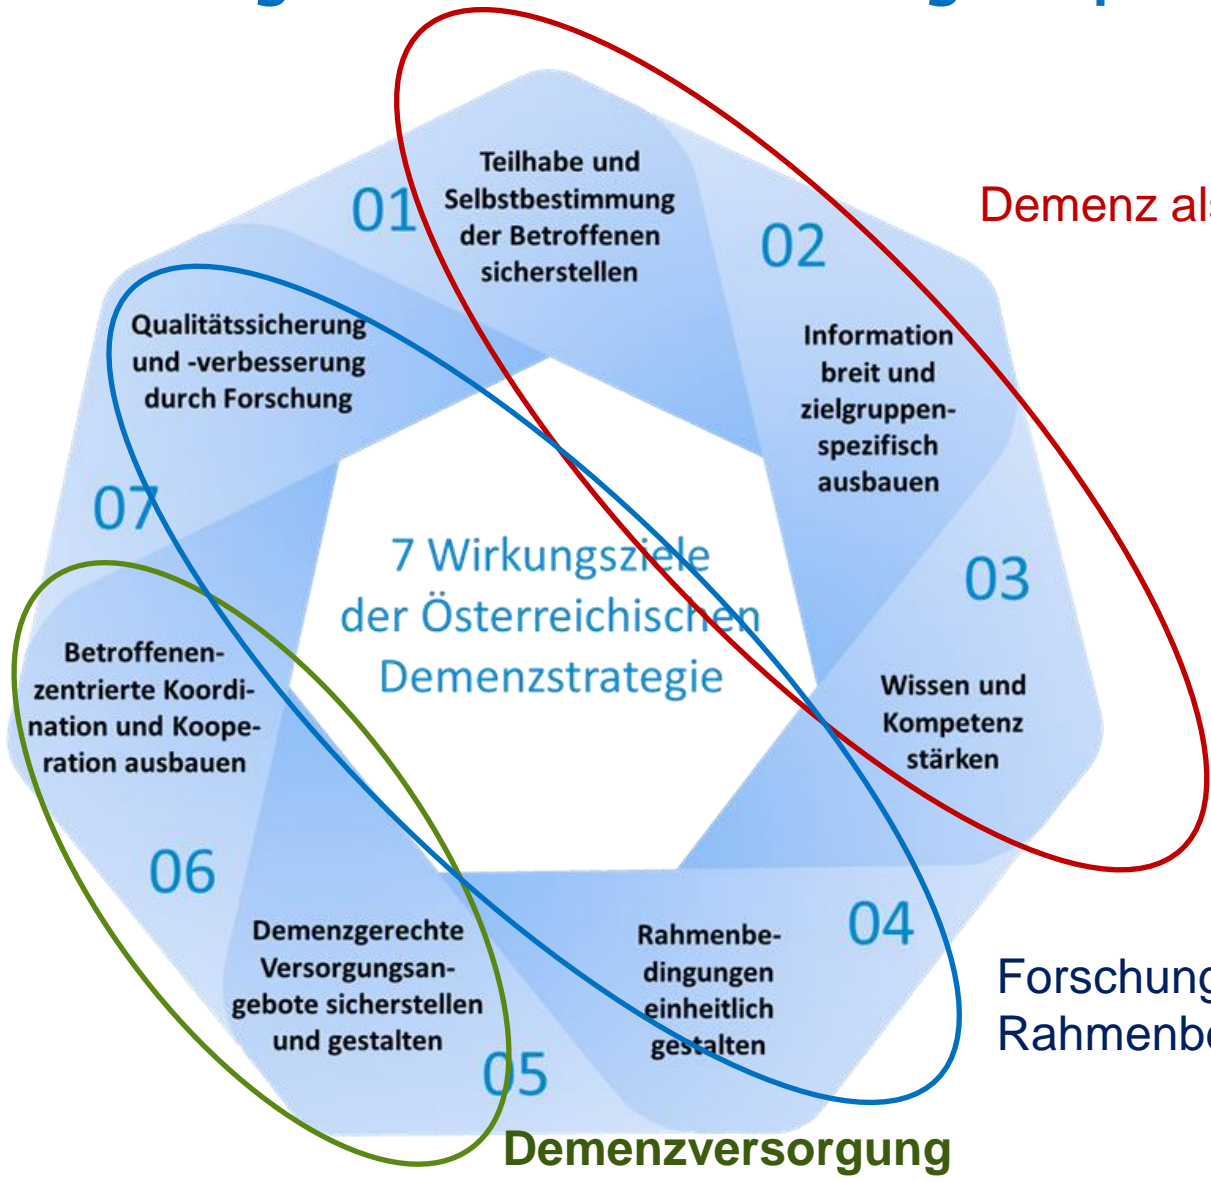 01
Teilhabe und
Selbstbestimmung
der Betroffenen
sicherstellen
02
Information
breit und
zielgruppen-
spezifisch
ausbauen
03
Wissen und
Kompetenz
stärken
04
Rahmenbe-
dingungen
einheitlich
gestalten
05
Demenzgerechte
Versorgungsan-
gebote sicherstellen
und gestalten
06
Betroffenen-
zentrierte Koordi-
nation und Koope-
ration ausbauen
07
Qualitätssicherung
und -verbesserung
durch Forschung
7 Wirkungsziele
der Österreichischen
Demenzstrategie
Demenz als
Forschung
Rahmenbe
Demenzversorgung